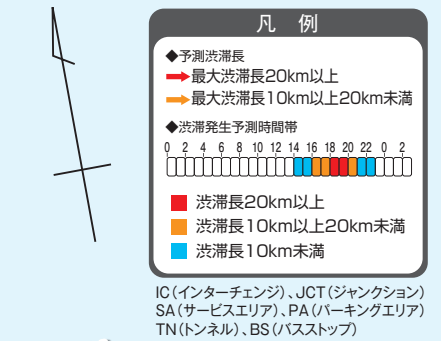 凡 例
◆予測渋滞長
最大渋滞長20km以上
最大渋滞長10km以上20km未満
◆渋滞発生予測時間帯
0 2 4 6 8 10 12 14 16 18 20 22 0 2
渋滞長20km以上
渋滞長10km以上20km未満
渋滞長10km未満
IC(インターチェンジ)、JCT(ジャンクション)
SA(サービスエリア)、PA(パーキングエリア)
TN(トンネル)、BS(バスストップ)